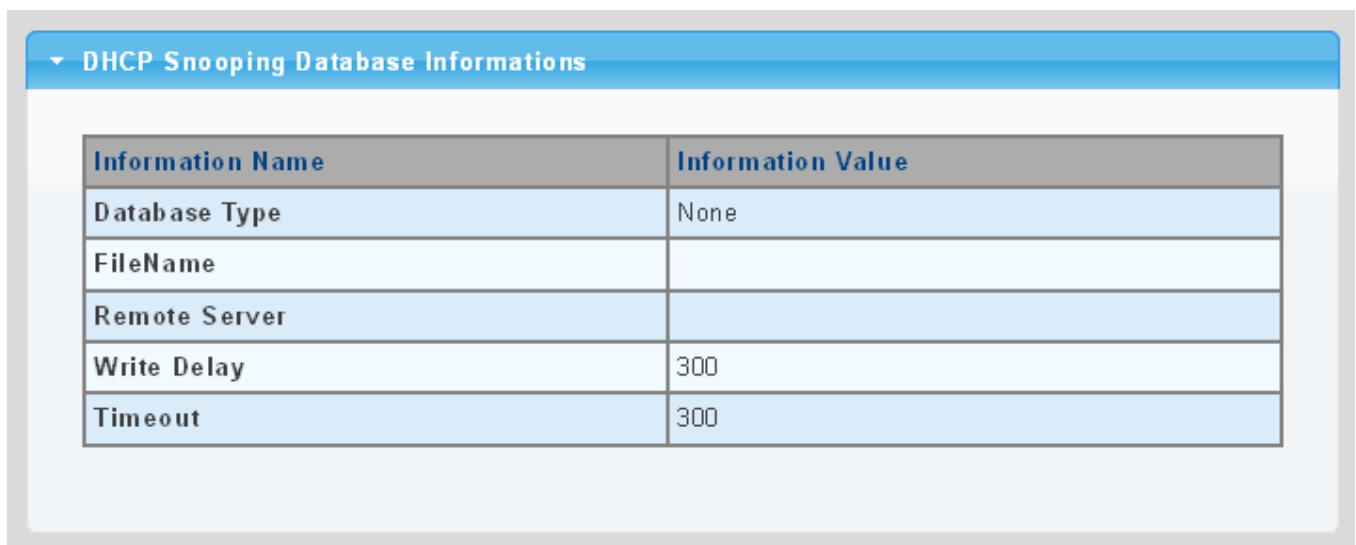 DHCP Snooping Database Informations
Information Name Information Value
Database Type None
FileName
Remote Server
Write Delay 300
Timeout 300